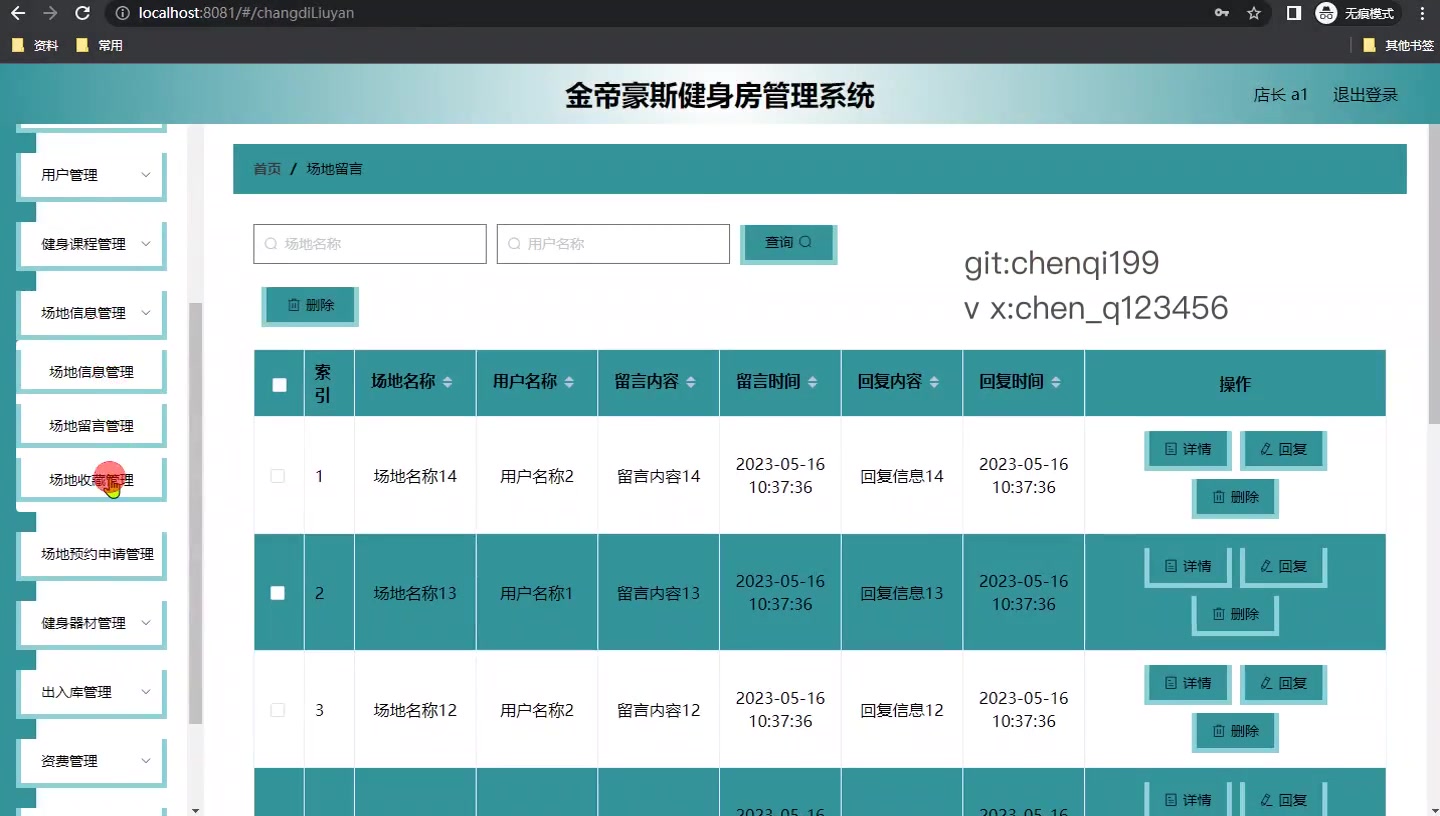 localhost:8081/#/changdiLiuyan
无痕模式
资料
常用
其他书签
金帝豪斯健身房管理系统
店长 a1
退出登录
用户管理
健身课程管理
场地信息管理
场地信息管理
场地留言管理
场地收藏管理
场地预约申请管理
健身器材管理
出入库管理
资费管理
首页 / 场地留言
场地名称
用户名称
查询
git:chenqi199
v x:chen_q123456
删除
索引 场地名称 用户名称 留言内容 留言时间 回复内容 回复时间 操作
1 场地名称14 用户名称2 留言内容14 2023-05-16 10:37:36 回复信息14 2023-05-16 10:37:36 详情 回复 删除
2 场地名称13 用户名称1 留言内容13 2023-05-16 10:37:36 回复信息13 2023-05-16 10:37:36 详情 回复 删除
3 场地名称12 用户名称2 留言内容12 2023-05-16 10:37:36 回复信息12 2023-05-16 10:37:36 详情 回复 删除
2023-05-16 2023-05-16 详情 回复